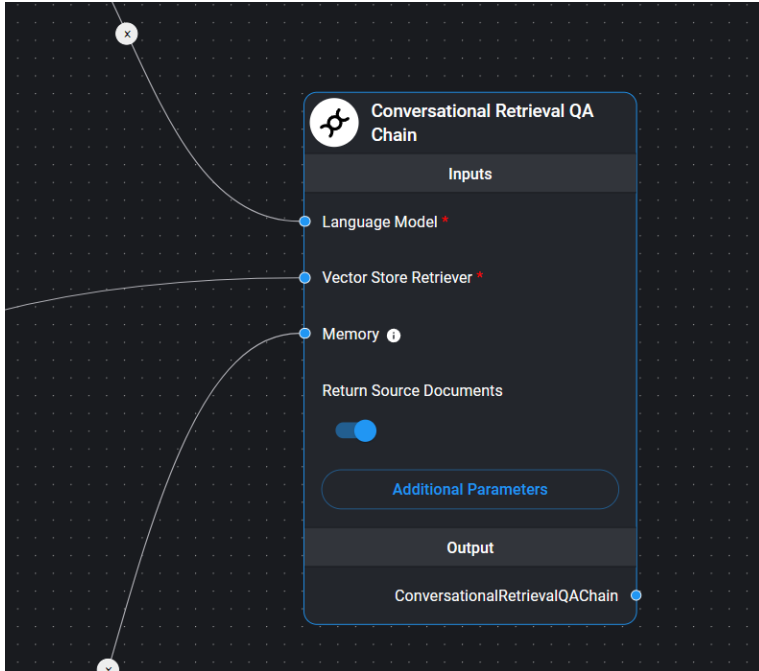 x
Conversational Retrieval QA
Chain
Inputs
Language Model *
Vector Store Retriever *
Memory i
Return Source Documents
Additional Parameters
Output
ConversationalRetrievalQAChain
x